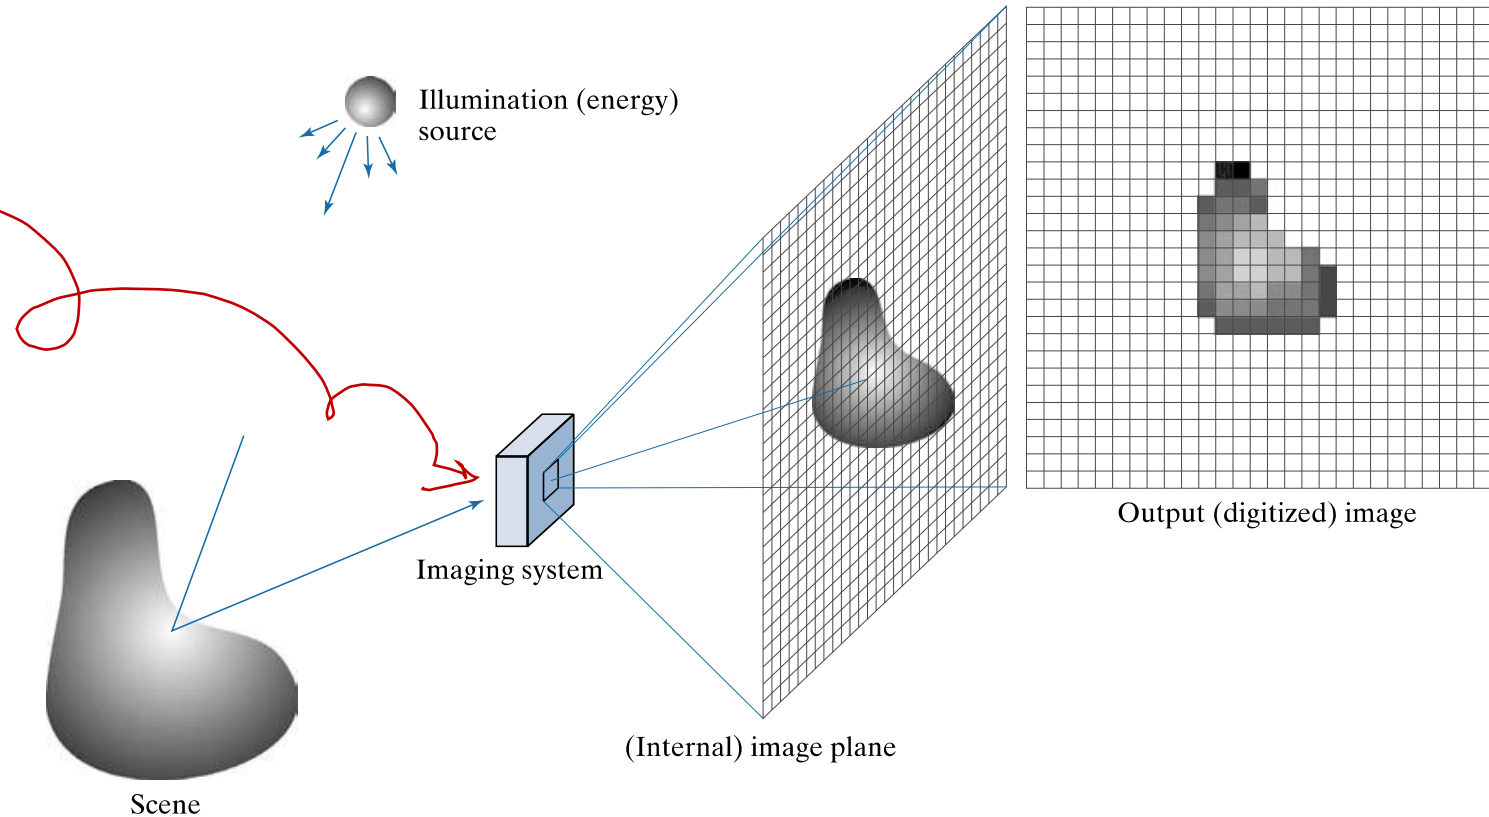 Illumination (energy)
source
Output (digitized) image
Imaging system
(Internal) image plane
Scene